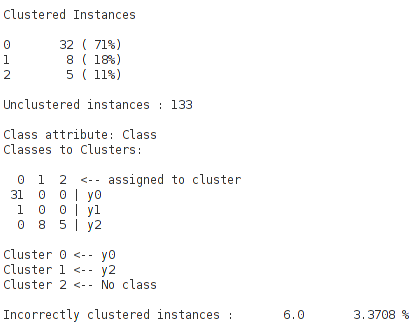 Clustered Instances
0 32 ( 71%)
1 8 ( 18%)
2 5 ( 11%)
Unclustered instances : 133
Class attribute: Class
Classes to Clusters:
0 1 2 <-- assigned to cluster
31 0 0 | y0
1 0 0 | y1
0 8 5 | y2
Cluster 0 <-- y0
Cluster 1 <-- y2
Cluster 2 <-- No class
Incorrectly clustered instances : 6.0 3.3708 %